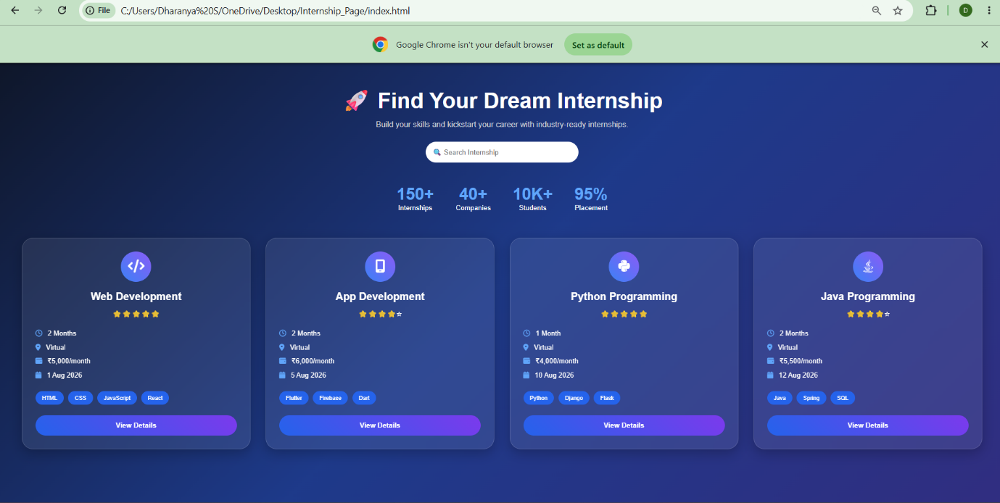 File C:/Users/Dharanya%20S/OneDrive/Desktop/Internship_Page/index.html D
Google Chrome isn't your default browser Set as default
🚀 Find Your Dream Internship
Build your skills and kickstart your career with industry-ready internships.
🔍 Search Internship
150+ 40+ 10K+ 95%
Internships Companies Students Placement
Web Development
2 Months
Virtual
₹5,000/month
1 Aug 2026
HTML CSS JavaScript React
View Details
App Development
2 Months
Virtual
₹6,000/month
5 Aug 2026
Flutter Firebase Dart
View Details
Python Programming
1 Month
Virtual
₹4,000/month
10 Aug 2026
Python Django Flask
View Details
Java Programming
2 Months
Virtual
₹5,500/month
12 Aug 2026
Java Spring SQL
View Details